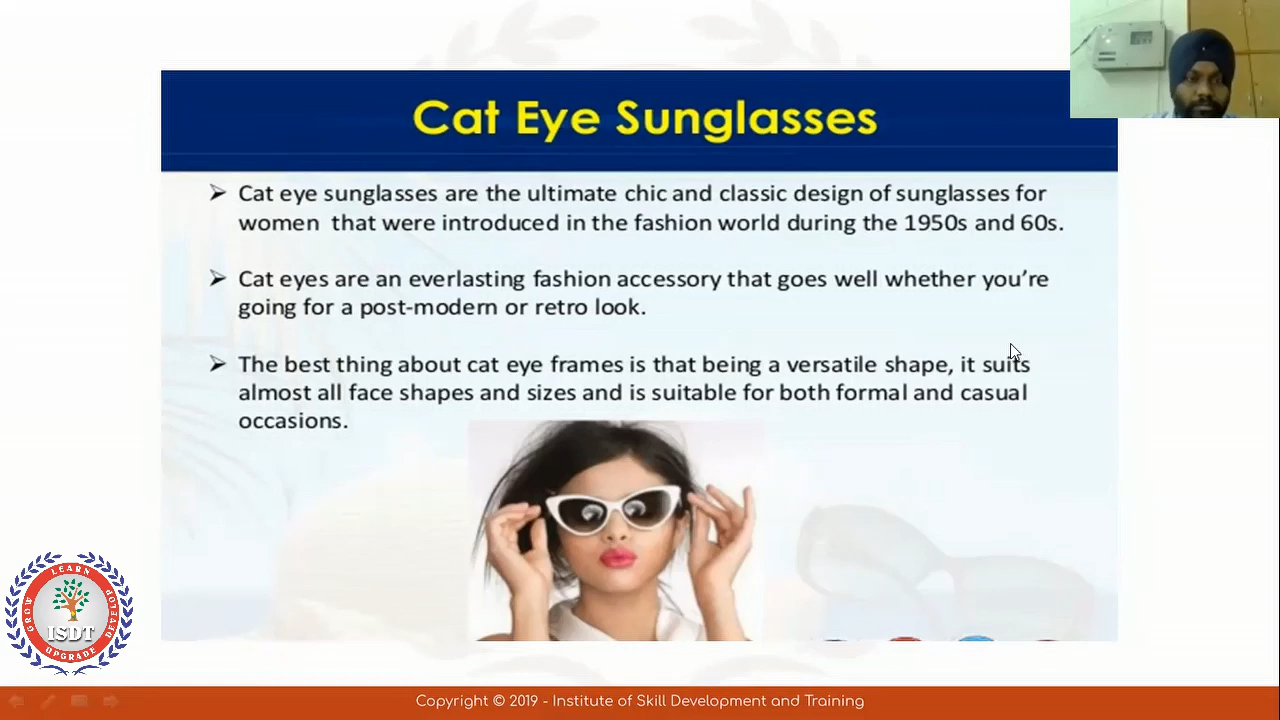 Cat Eye Sunglasses
➢ Cat eye sunglasses are the ultimate chic and classic design of sunglasses for
women  that were introduced in the fashion world during the 1950s and 60s.
➢ Cat eyes are an everlasting fashion accessory that goes well whether you’re
going for a post-modern or retro look.
➢ The best thing about cat eye frames is that being a versatile shape, it suits
almost all face shapes and sizes and is suitable for both formal and casual
occasions.
LEARN
GROW
DEVELOP
ISDT
UPGRADE
Copyright © 2019 - Institute of Skill Development and Training